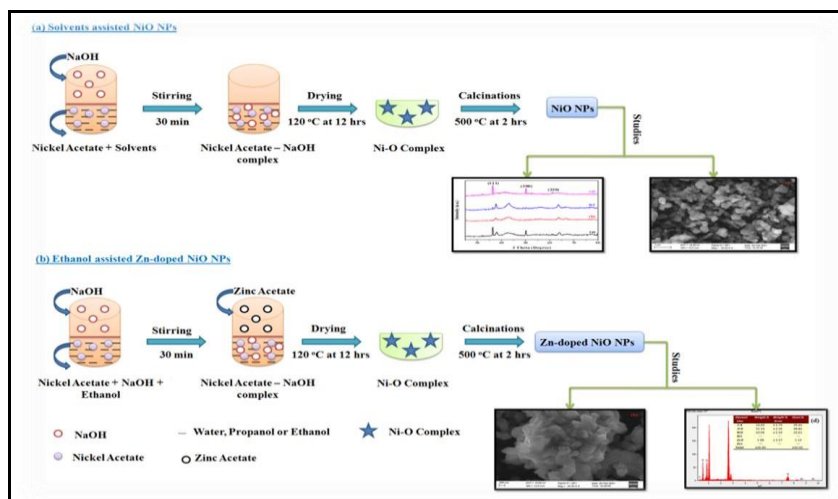 (a) Solvents assisted NiO NPs
NaOH
Stirring
30 min
Drying
120 °C at 12 hrs
Calcinations
500 °C at 2 hrs
NiO NPs
Studies
Nickel Acetate + Solvents
Nickel Acetate – NaOH
complex
Ni-O Complex
(b) Ethanol assisted Zn-doped NiO NPs
NaOH
Zinc Acetate
Stirring
30 min
Drying
120 °C at 12 hrs
Calcinations
500 °C at 2 hrs
Zn-doped NiO NPs
Studies
Nickel Acetate + NaOH +
Ethanol
Nickel Acetate – NaOH
complex
Ni-O Complex
(d)
NaOH
Water, Propanol or Ethanol
Ni-O Complex
Nickel Acetate
Zinc Acetate